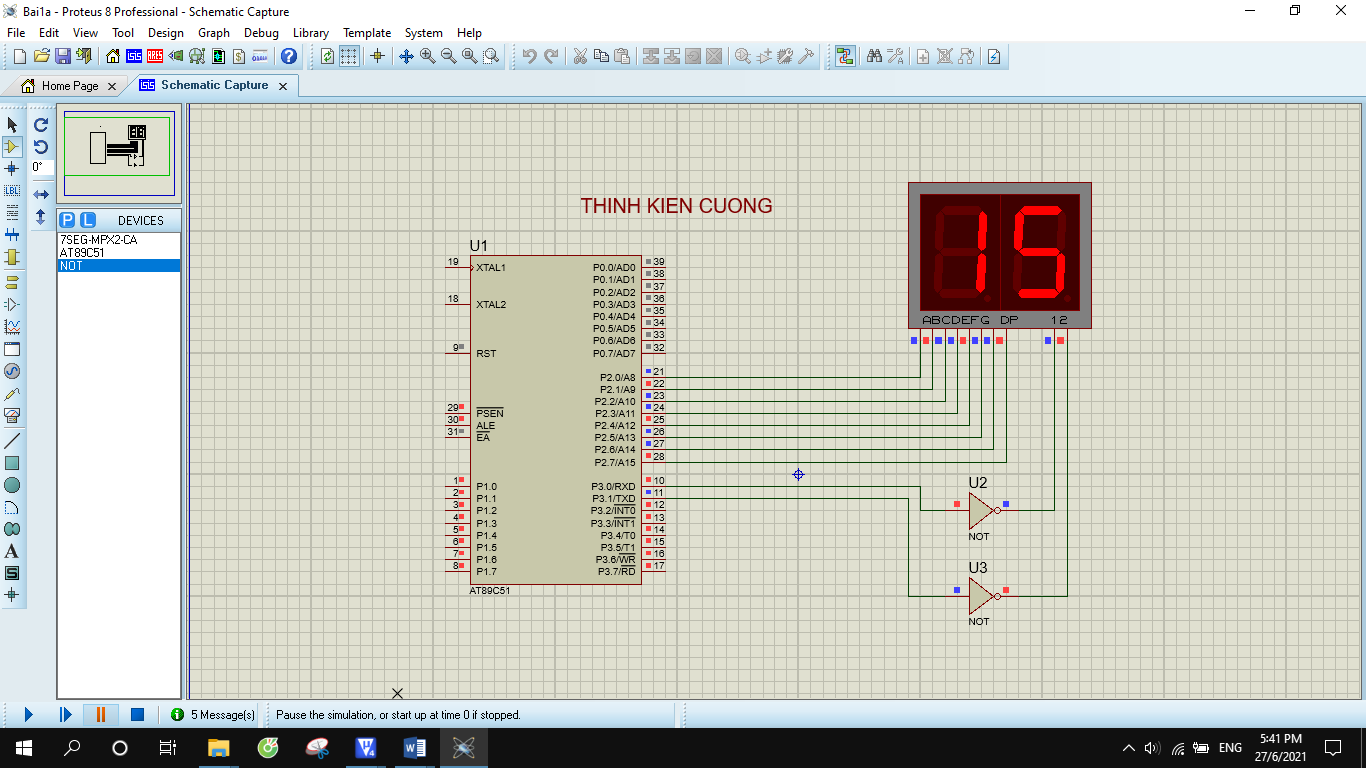 Bai1a - Proteus 8 Professional - Schematic Capture
File Edit View Tool Design Graph Debug Library Template System Help
Home Page
Schematic Capture
0°
LBL
P L DEVICES
7SEG-MPX2-CA
AT89C51
NOT
A
S
THINH KIEN CUONG
15
ABCDEFG DP 12
U1
19 XTAL1
18 XTAL2
9 RST
29 PSEN
30 ALE
31 EA
1 P1.0
2 P1.1
3 P1.2
4 P1.3
5 P1.4
6 P1.5
7 P1.6
8 P1.7
P0.0/AD0 39
P0.1/AD1 38
P0.2/AD2 37
P0.3/AD3 36
P0.4/AD4 35
P0.5/AD5 34
P0.6/AD6 33
P0.7/AD7 32
P2.0/A8 21
P2.1/A9 22
P2.2/A10 23
P2.3/A11 24
P2.4/A12 25
P2.5/A13 26
P2.6/A14 27
P2.7/A15 28
P3.0/RXD 10
P3.1/TXD 11
P3.2/INT0 12
P3.3/INT1 13
P3.4/T0 14
P3.5/T1 15
P3.6/WR 16
P3.7/RD 17
AT89C51
U2
NOT
U3
NOT
5 Message(s)
Pause the simulation, or start up at time 0 if stopped.
ENG
5:41 PM
27/6/2021